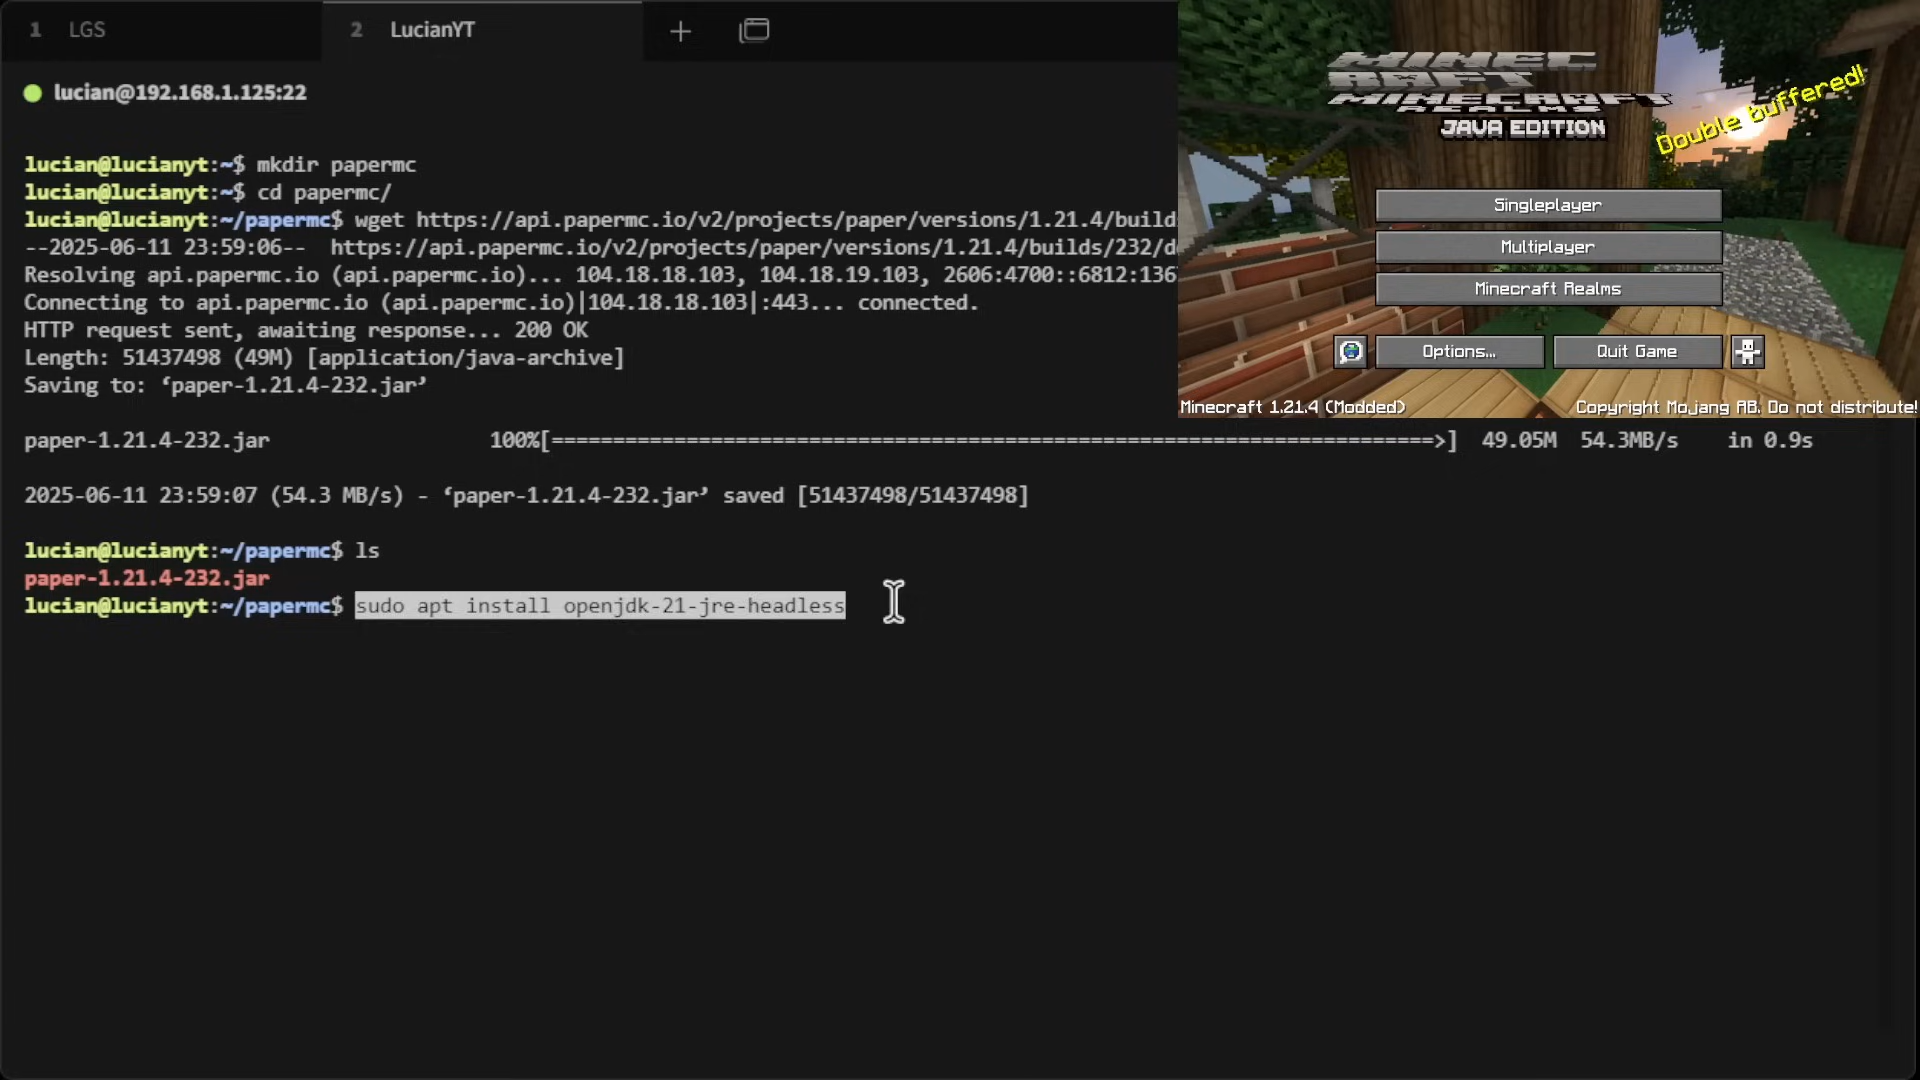 1 LGS
2 LucianYT
lucian@192.168.1.125:22
lucian@lucianyt:~$ mkdir papermc
lucian@lucianyt:~$ cd papermc/
lucian@lucianyt:~/papermc$ wget https://api.papermc.io/v2/projects/paper/versions/1.21.4/build
--2025-06-11 23:59:06-- https://api.papermc.io/v2/projects/paper/versions/1.21.4/builds/232/d
Resolving api.papermc.io (api.papermc.io)... 104.18.18.103, 104.18.19.103, 2606:4700::6812:136
Connecting to api.papermc.io (api.papermc.io)|104.18.18.103|:443... connected.
HTTP request sent, awaiting response... 200 OK
Length: 51437498 (49M) [application/java-archive]
Saving to: ‘paper-1.21.4-232.jar’
paper-1.21.4-232.jar 100%[========================================================================>] 49.05M 54.3MB/s in 0.9s
2025-06-11 23:59:07 (54.3 MB/s) - ‘paper-1.21.4-232.jar’ saved [51437498/51437498]
lucian@lucianyt:~/papermc$ ls
paper-1.21.4-232.jar
lucian@lucianyt:~/papermc$ sudo apt install openjdk-21-jre-headless
MINEC
RAFT
MINECRAFT
REALMS
JAVA EDITION
Double buffered!
Singleplayer
Multiplayer
Minecraft Realms
Options...
Quit Game
Minecraft 1.21.4 (Modded)
Copyright Mojang AB. Do not distribute!